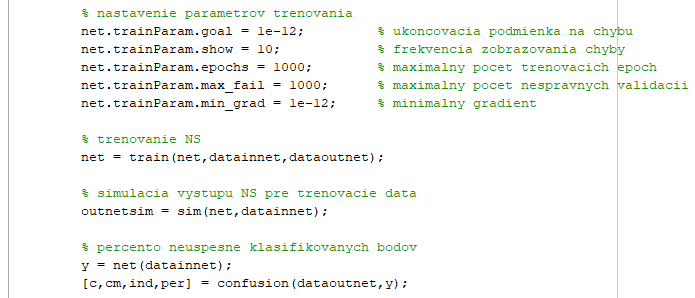 % nastavenie parametrov trenovania
net.trainParam.goal = 1e-12; % ukoncovacia podmienka na chybu
net.trainParam.show = 10; % frekvencia zobrazovania chyby
net.trainParam.epochs = 1000; % maximalny pocet trenovacich epoch
net.trainParam.max_fail = 1000; % maximalny pocet nespravnych validacii
net.trainParam.min_grad = 1e-12; % minimalny gradient
% trenovanie NS
net = train(net,datainnet,dataoutnet);
% simulacia vystupu NS pre trenovacie data
outnetsim = sim(net,datainnet);
% percento neuspesne klasifikovanych bodov
y = net(datainnet);
[c,cm,ind,per] = confusion(dataoutnet,y);